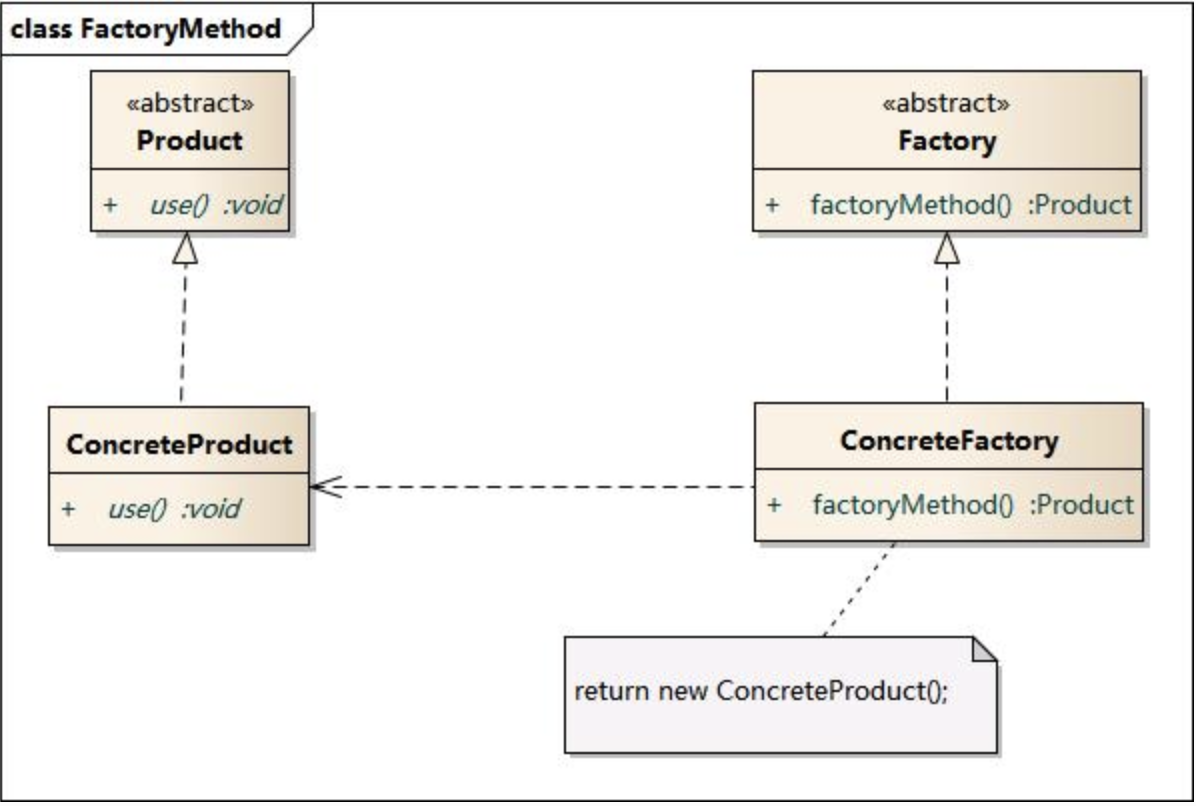 class FactoryMethod
«abstract»
Product
+ use() :void
«abstract»
Factory
+ factoryMethod() :Product
ConcreteProduct
+ use() :void
ConcreteFactory
+ factoryMethod() :Product
return new ConcreteProduct();